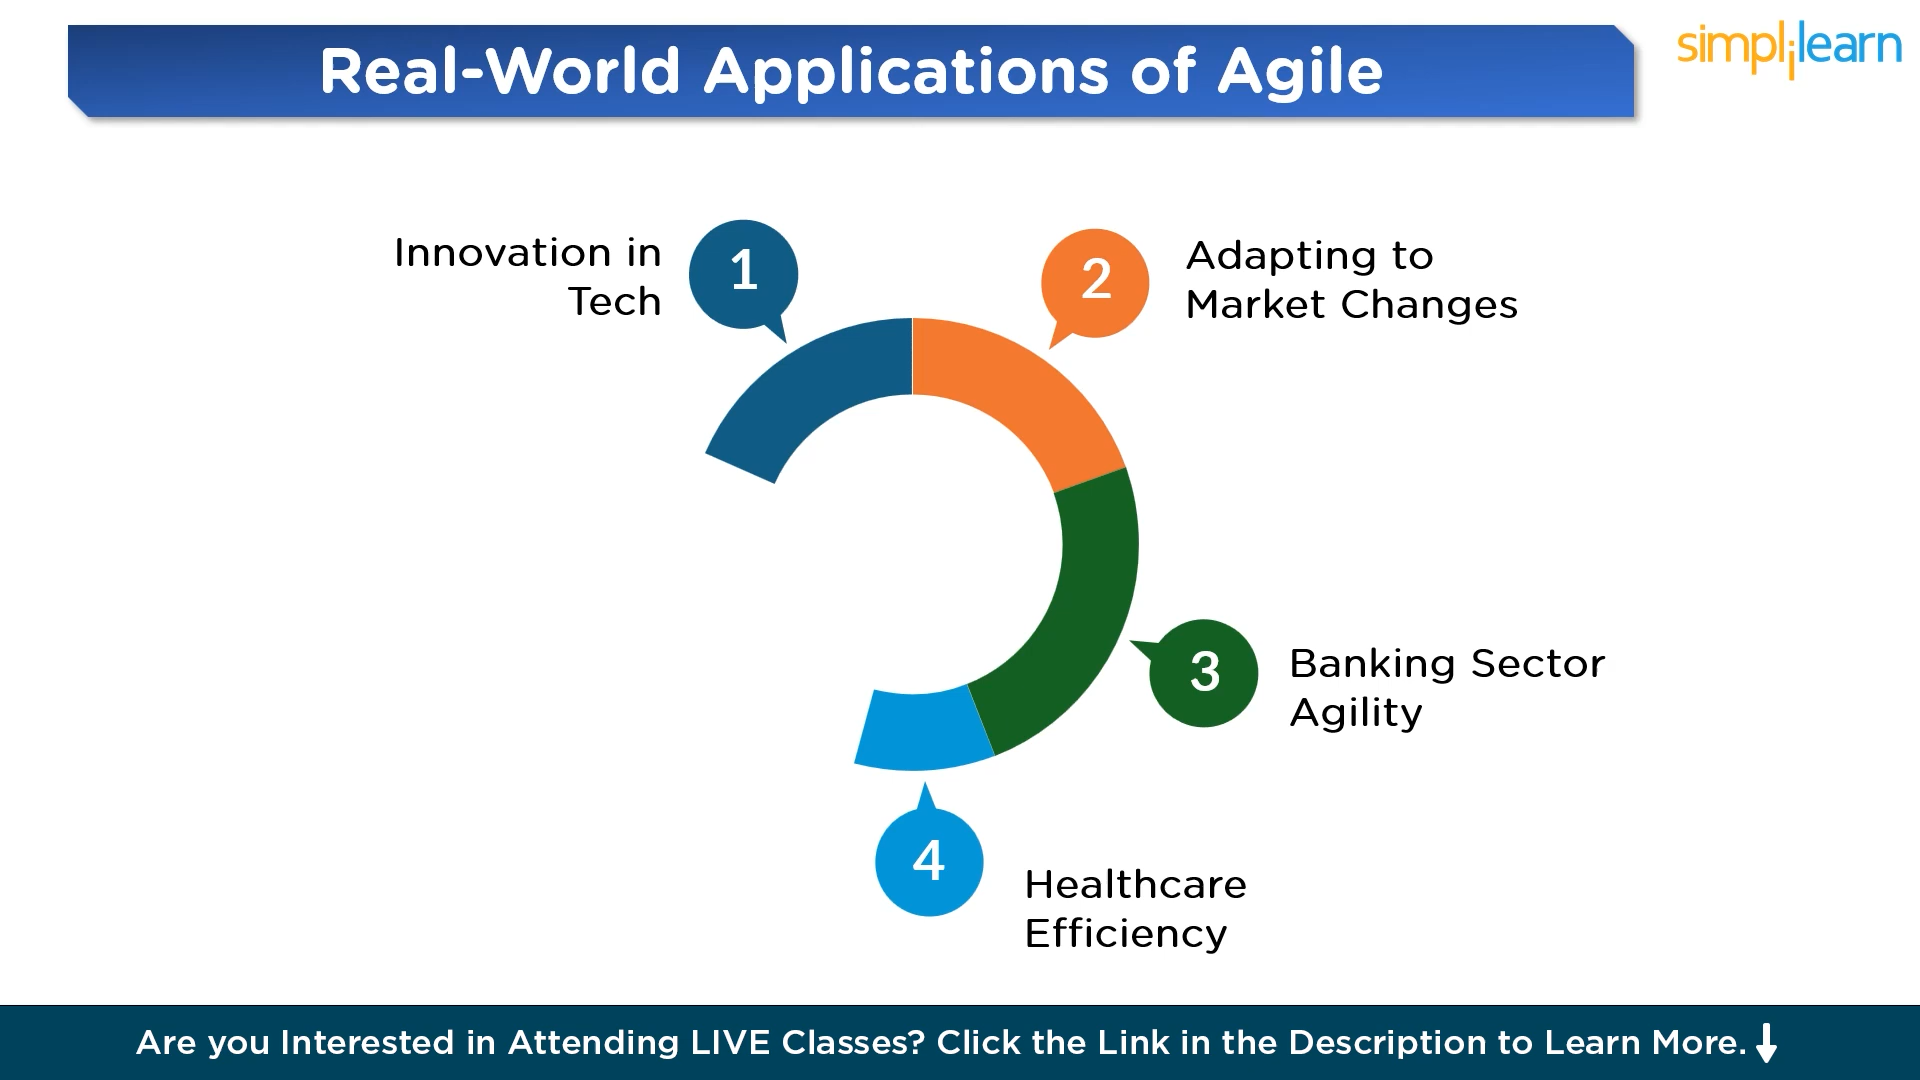 Real-World Applications of Agile
simplilearn
Innovation in
Tech
1
2
Adapting to
Market Changes
3
Banking Sector
Agility
4
Healthcare
Efficiency
Are you Interested in Attending LIVE Classes? Click the Link in the Description to Learn More.